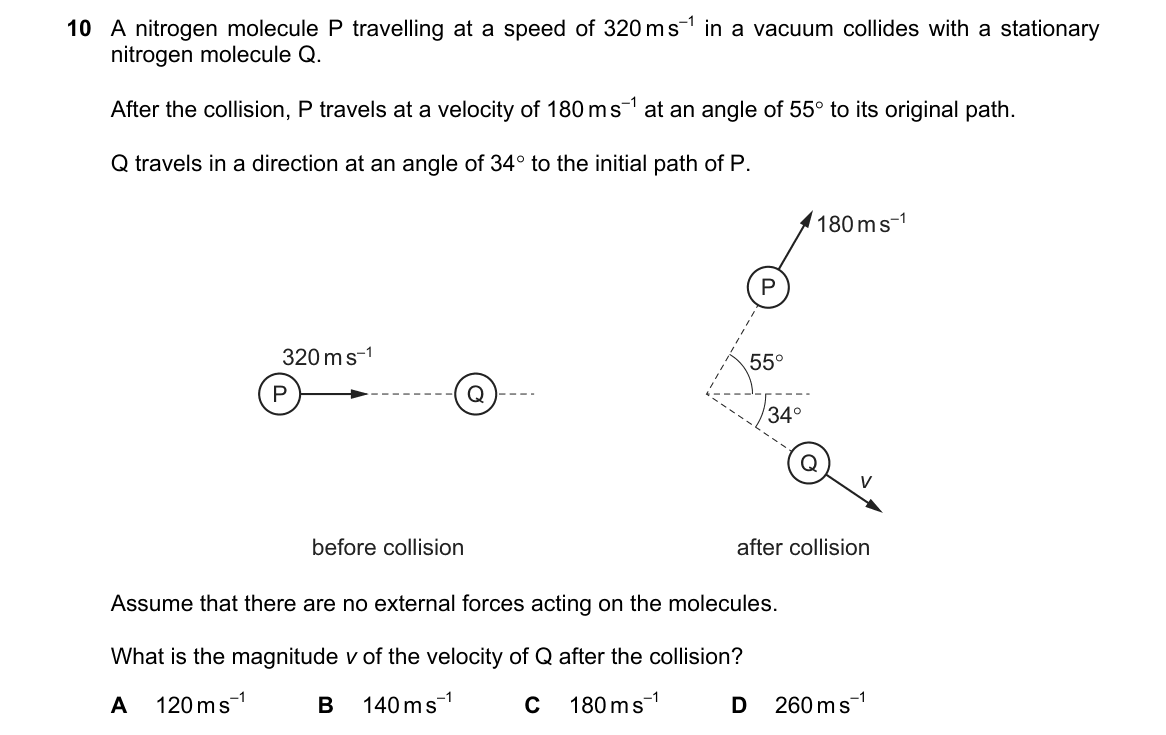 10 A nitrogen molecule P travelling at a speed of 320 m s⁻¹ in a vacuum collides with a stationary
nitrogen molecule Q.
After the collision, P travels at a velocity of 180 m s⁻¹ at an angle of 55° to its original path.
Q travels in a direction at an angle of 34° to the initial path of P.
180 m s⁻¹
P
320 m s⁻¹
55°
P
Q
34°
Q
v
before collision
after collision
Assume that there are no external forces acting on the molecules.
What is the magnitude v of the velocity of Q after the collision?
A 120 m s⁻¹ B 140 m s⁻¹ C 180 m s⁻¹ D 260 m s⁻¹